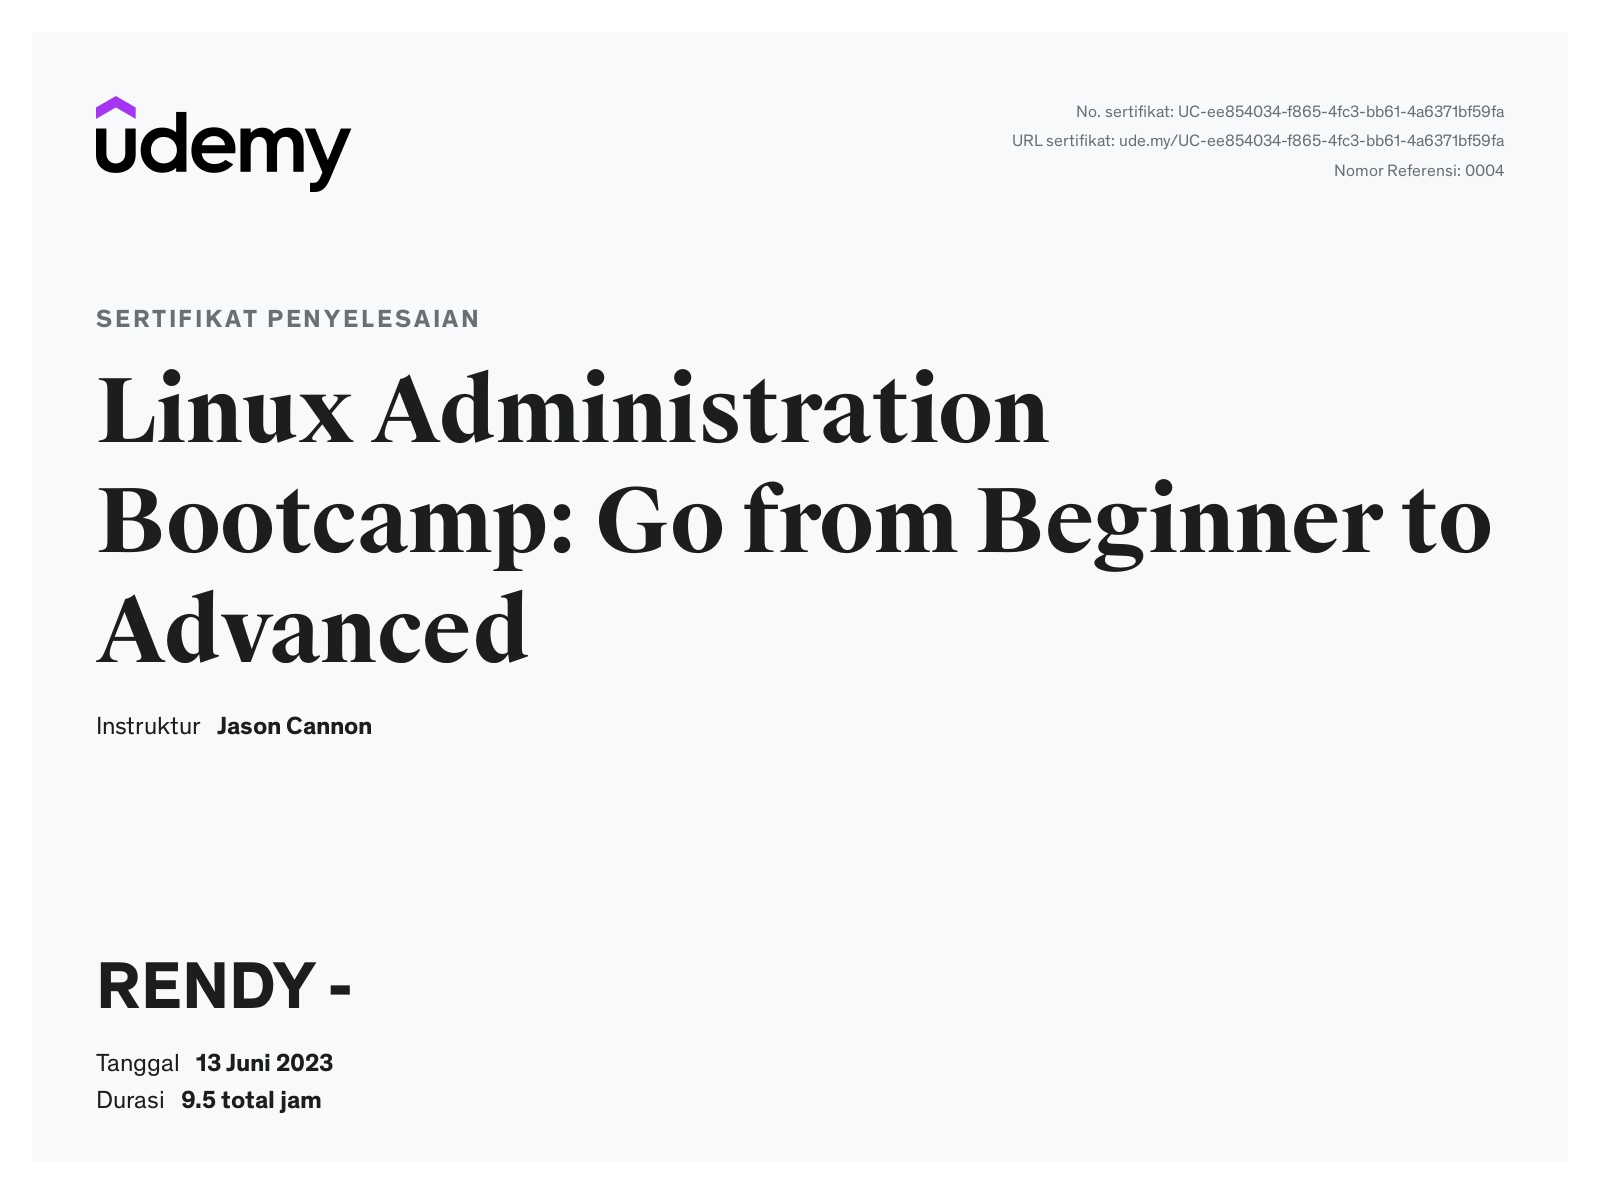 udemy
No. sertifikat: UC-ee854034-f865-4fc3-bb61-4a6371bf59fa
URL sertifikat: ude.my/UC-ee854034-f865-4fc3-bb61-4a6371bf59fa
Nomor Referensi: 0004
SERTIFIKAT PENYELESAIAN
Linux Administration
Bootcamp: Go from Beginner to
Advanced
Instruktur Jason Cannon
RENDY -
Tanggal 13 Juni 2023
Durasi 9.5 total jam